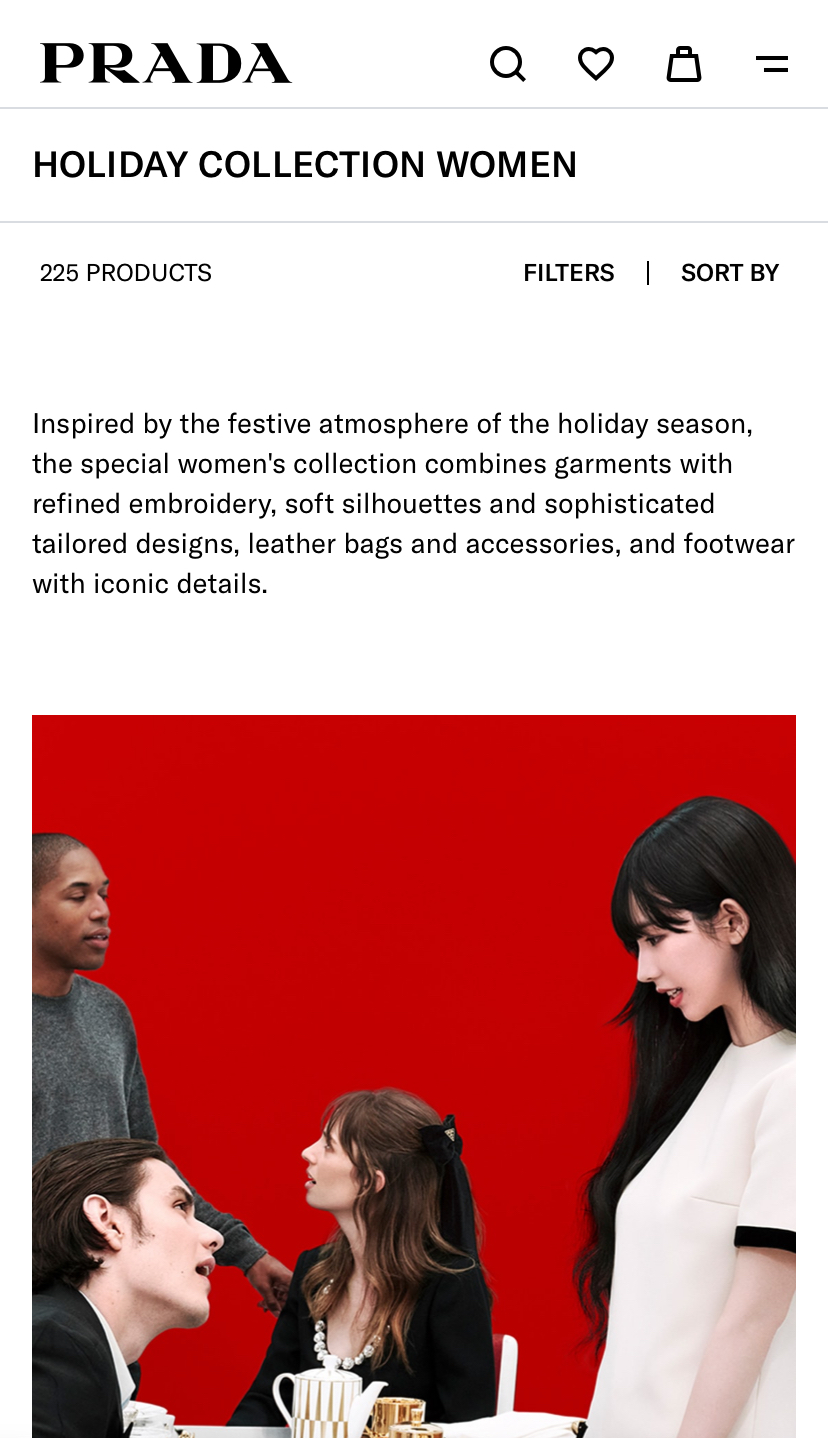 PRADA
HOLIDAY COLLECTION WOMEN
225 PRODUCTS
FILTERS | SORT BY
Inspired by the festive atmosphere of the holiday season,
the special women's collection combines garments with
refined embroidery, soft silhouettes and sophisticated
tailored designs, leather bags and accessories, and footwear
with iconic details.